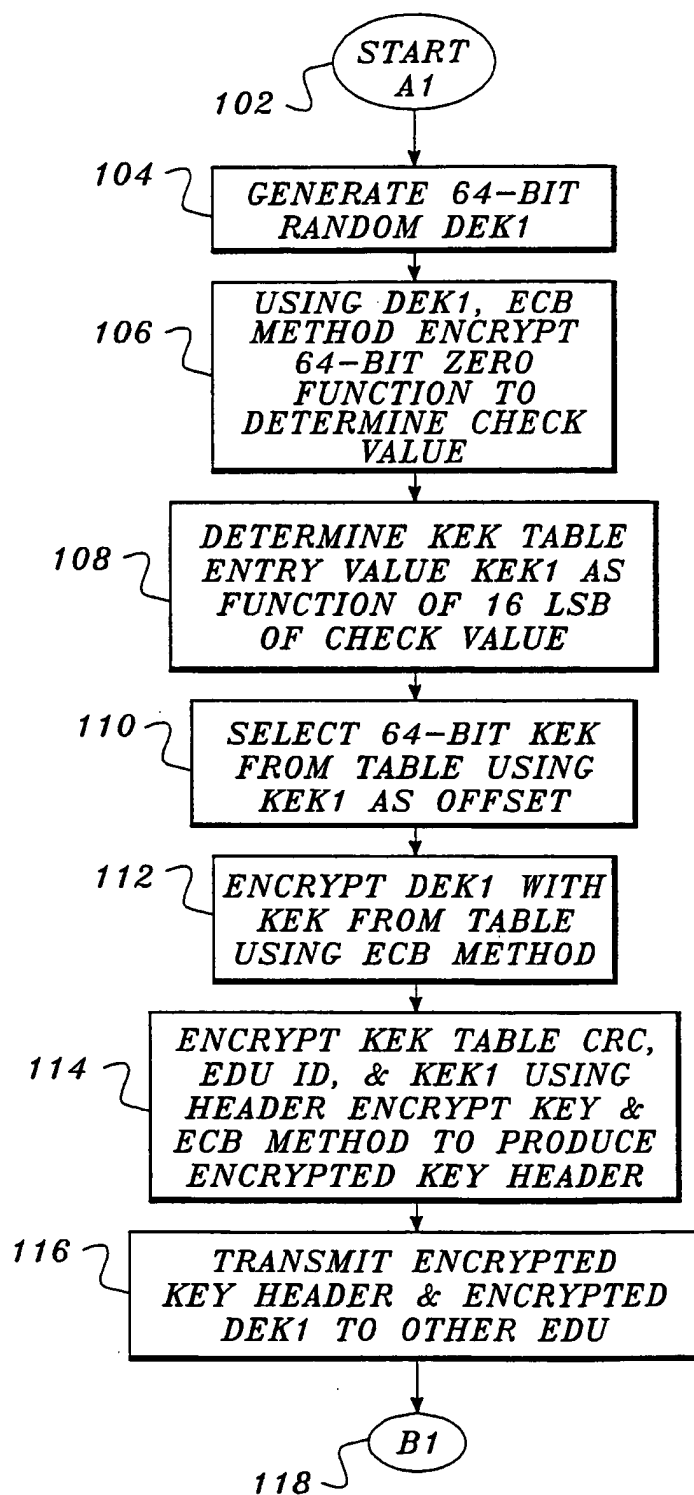 START
A1
102
104
GENERATE 64-BIT
RANDOM DEK1
106
USING DEK1, ECB
METHOD ENCRYPT
64-BIT ZERO
FUNCTION TO
DETERMINE CHECK
VALUE
108
DETERMINE KEK TABLE
ENTRY VALUE KEK1 AS
FUNCTION OF 16 LSB
OF CHECK VALUE
110
SELECT 64-BIT KEK
FROM TABLE USING
KEK1 AS OFFSET
112
ENCRYPT DEK1 WITH
KEK FROM TABLE
USING ECB METHOD
114
ENCRYPT KEK TABLE CRC,
EDU ID, & KEK1 USING
HEADER ENCRYPT KEY &
ECB METHOD TO PRODUCE
ENCRYPTED KEY HEADER
116
TRANSMIT ENCRYPTED
KEY HEADER & ENCRYPTED
DEK1 TO OTHER EDU
B1
118